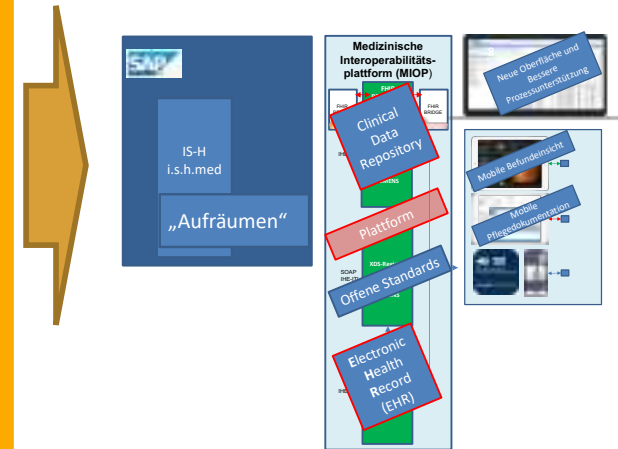 SAP
IS-H
i.s.h.med
„Aufräumen“
Medizinische
Interoperabilitäts-
plattform (MIOP)
FHIR
FHIR
BRIDGE
Clinical
Data
Repository
Plattform
SOAP
Offene Standards
Electronic
Health
Record
(EHR)
Neue Oberfläche und
Bessere
Prozessunterstützung
Mobile Befundeinsicht
Mobile
Pflegedokumentation